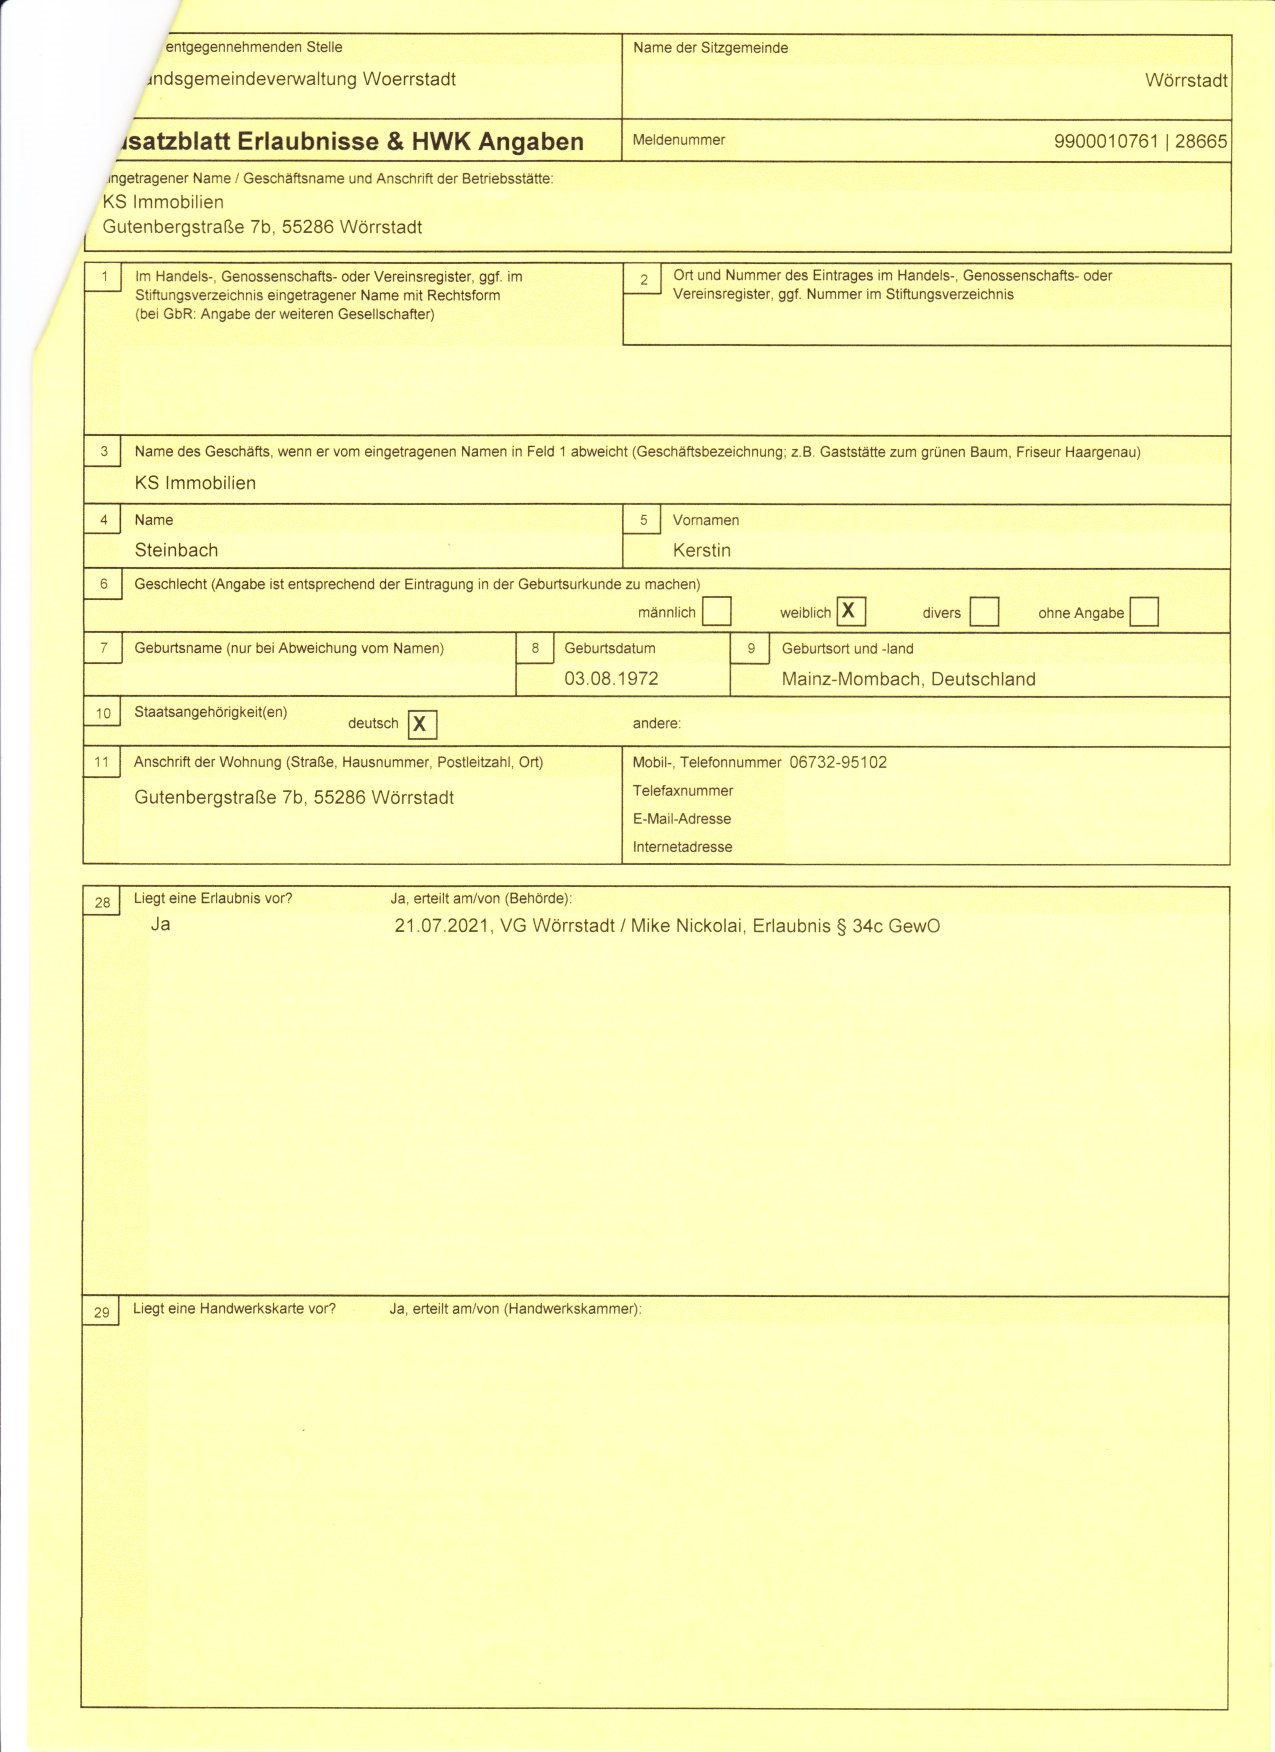 entgegennehmenden Stelle
Name der Sitzgemeinde
ndsgemeindeverwaltung Woerrstadt
Wörrstadt
satzblatt Erlaubnisse & HWK Angaben
Meldenummer 9900010761 | 28665
ngetragener Name / Geschäftsname und Anschrift der Betriebsstätte:
KS Immobilien
Gutenbergstraße 7b, 55286 Wörrstadt
1 Im Handels-, Genossenschafts- oder Vereinsregister, ggf. im
Stiftungsverzeichnis eingetragener Name mit Rechtsform
(bei GbR: Angabe der weiteren Gesellschafter)
2 Ort und Nummer des Eintrages im Handels-, Genossenschafts- oder
Vereinsregister, ggf. Nummer im Stiftungsverzeichnis
3 Name des Geschäfts, wenn er vom eingetragenen Namen in Feld 1 abweicht (Geschäftsbezeichnung; z.B. Gaststätte zum grünen Baum, Friseur Haargenau)
KS Immobilien
4 Name
Steinbach
5 Vornamen
Kerstin
6 Geschlecht (Angabe ist entsprechend der Eintragung in der Geburtsurkunde zu machen)
männlich weiblich X divers ohne Angabe
7 Geburtsname (nur bei Abweichung vom Namen)
8 Geburtsdatum
03.08.1972
9 Geburtsort und -land
Mainz-Mombach, Deutschland
10 Staatsangehörigkeit(en)
deutsch X andere:
11 Anschrift der Wohnung (Straße, Hausnummer, Postleitzahl, Ort)
Gutenbergstraße 7b, 55286 Wörrstadt
Mobil-, Telefonnummer 06732-95102
Telefaxnummer
E-Mail-Adresse
Internetadresse
28 Liegt eine Erlaubnis vor? Ja, erteilt am/von (Behörde):
Ja 21.07.2021, VG Wörrstadt / Mike Nickolai, Erlaubnis § 34c GewO
29 Liegt eine Handwerkskarte vor? Ja, erteilt am/von (Handwerkskammer):